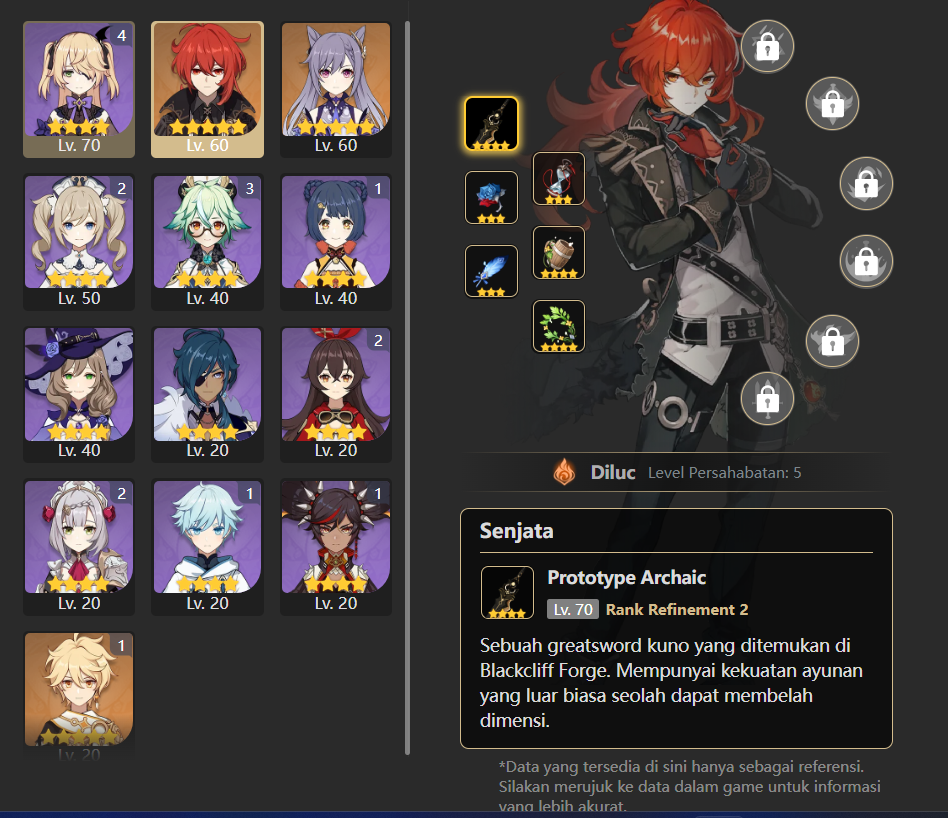 4
Lv. 70
Lv. 60
Lv. 60
2
Lv. 50
3
Lv. 40
1
Lv. 40
Lv. 40
Lv. 20
2
Lv. 20
2
Lv. 20
1
Lv. 20
1
Lv. 20
1
Lv. 20
Diluc Level Persahabatan: 5
Senjata
Prototype Archaic
Lv. 70 Rank Refinement 2
Sebuah greatsword kuno yang ditemukan di
Blackcliff Forge. Mempunyai kekuatan ayunan
yang luar biasa seolah dapat membelah
dimensi.
*Data yang tersedia di sini hanya sebagai referensi.
Silakan merujuk ke data dalam game untuk informasi
yang lebih akurat.